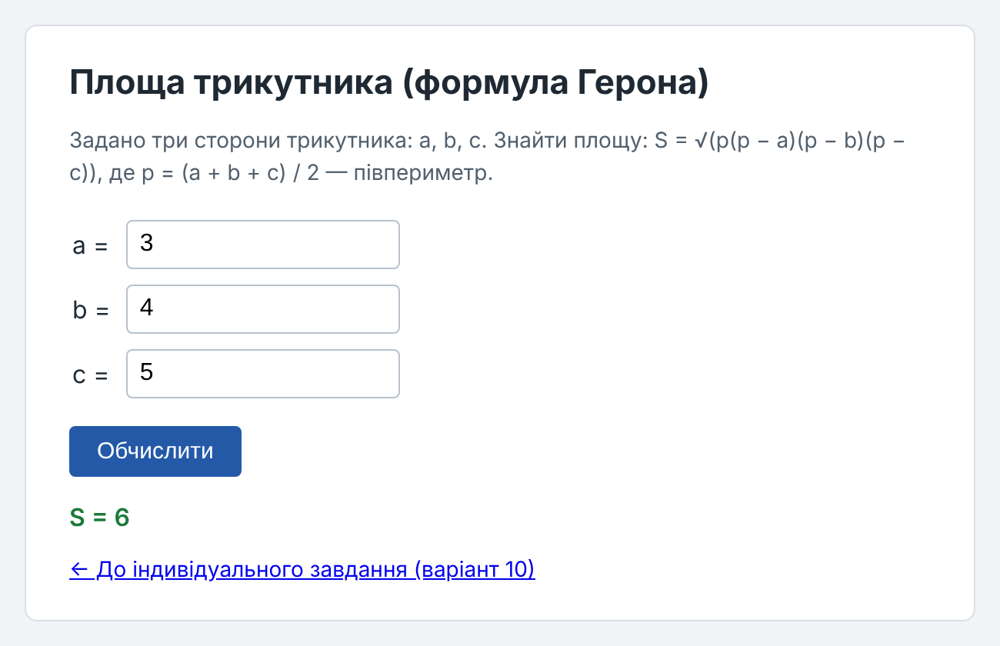 Площа трикутника (формула Герона)
Задано три сторони трикутника: a, b, c. Знайти площу: S = √(p(p − a)(p − b)(p −
c)), де p = (a + b + c) / 2 — півпериметр.
a = 3
b = 4
c = 5
Обчислити
S = 6
← До індивідуального завдання (варіант 10)